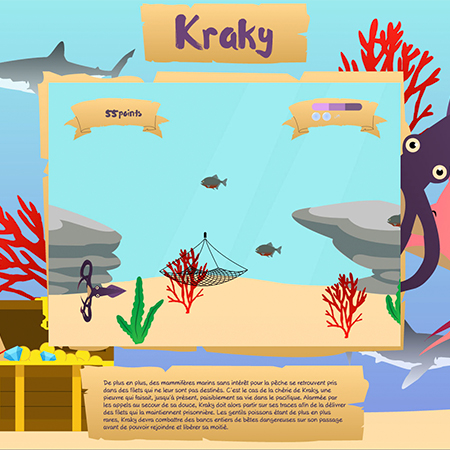 Kraky
55 points
De plus en plus, des mammifères marins sans intérêt pour la pêche se retrouvent pris
dans des filets qui ne leur sont pas destinés. C'est le cas de la chérie de Kraky, une
pieuvre qui faisait, jusqu'à présent, paisiblement sa vie dans le pacifique. Alarmée par
les appels au secour de sa douce, Kraky doit alors partir sur ses traces afin de la délivrer
des filets qui la maintiennent prisonnière. Les gentils poissons étant de plus en plus
rares, Kraky devra combattre des bancs entiers de bêtes dangereuses sur son passage
avant de pouvoir rejoindre et libérer sa moitié.